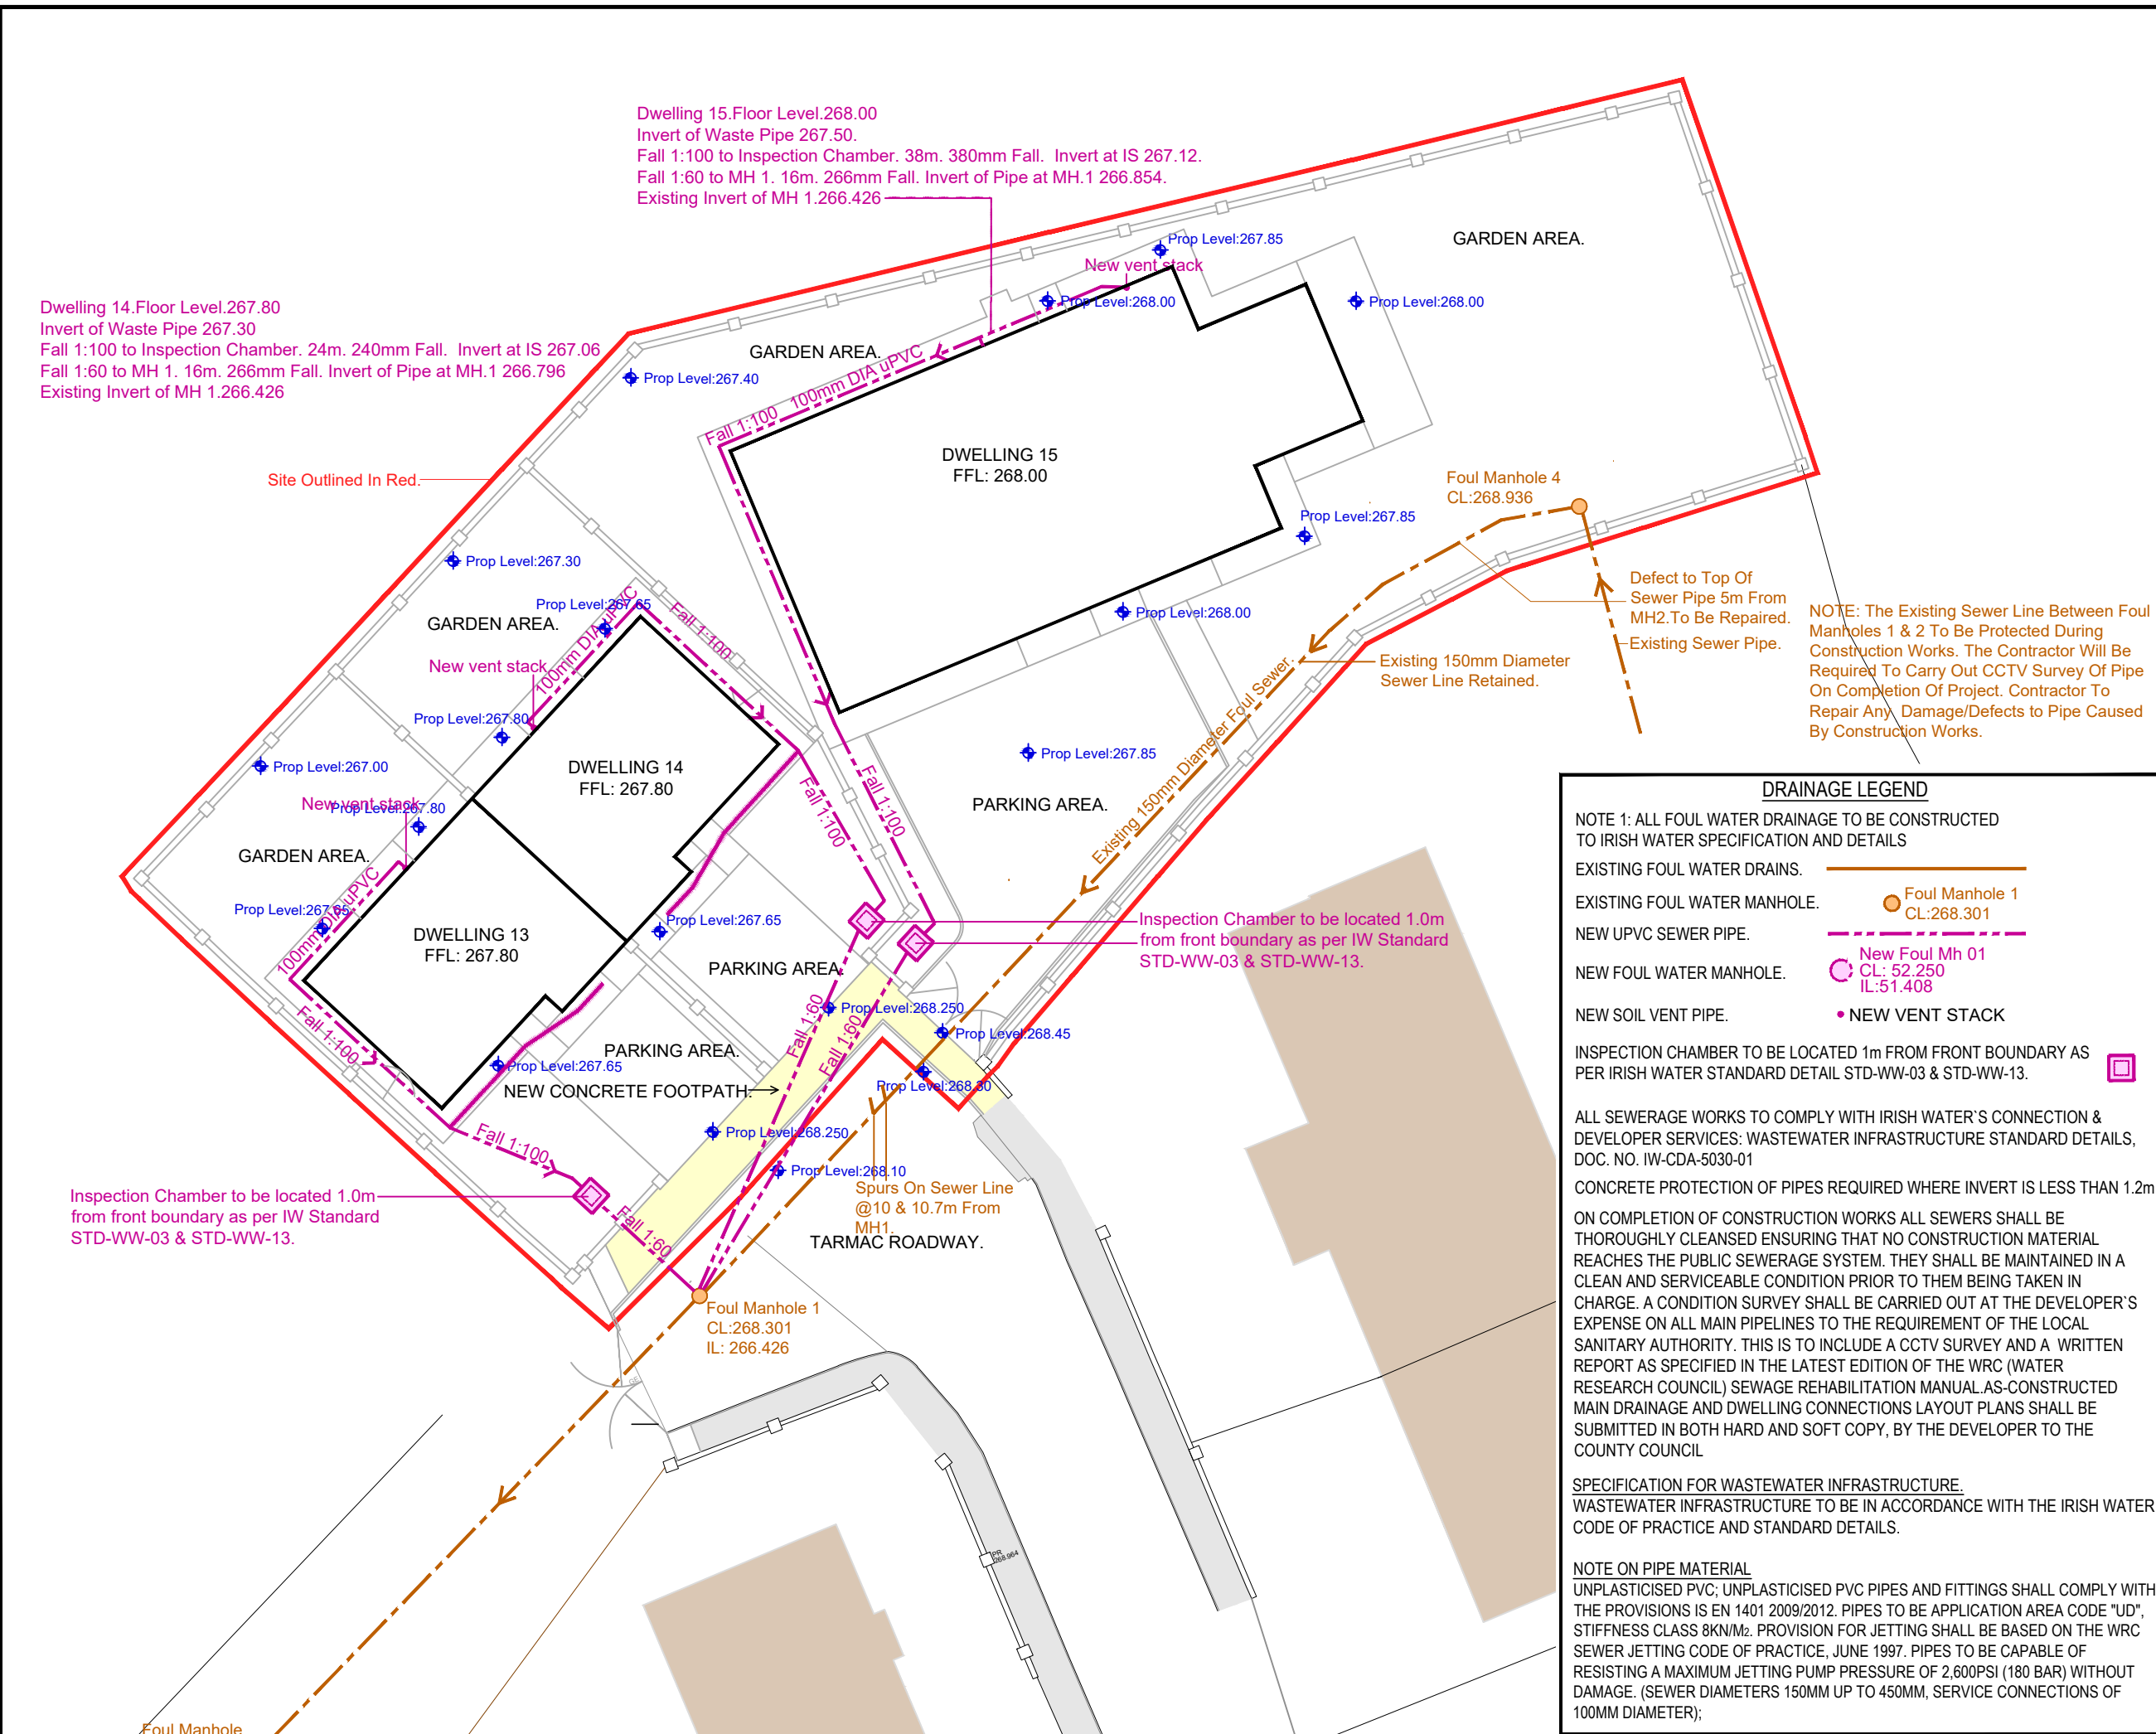 Dwelling 15.Floor Level.268.00
Invert of Waste Pipe 267.50.
Fall 1:100 to Inspection Chamber. 38m. 380mm Fall. Invert at IS 267.12.
Fall 1:60 to MH 1. 16m. 266mm Fall. Invert of Pipe at MH.1 266.854.
Existing Invert of MH 1.266.426
Prop Level:267.85
GARDEN AREA.
New vent stack
Prop Level:268.00
Prop Level:268.00
Dwelling 14.Floor Level.267.80
Invert of Waste Pipe 267.30
Fall 1:100 to Inspection Chamber. 24m. 240mm Fall. Invert at IS 267.06
Fall 1:60 to MH 1. 16m. 266mm Fall. Invert of Pipe at MH.1 266.796
Existing Invert of MH 1.266.426
GARDEN AREA.
Prop Level:267.40
Fall 1:100 100mm DIA uPVC
DWELLING 15
FFL: 268.00
Site Outlined In Red.
Foul Manhole 4
CL:268.936
Prop Level:267.85
Prop Level:267.30
Defect to Top Of
Sewer Pipe 5m From
MH2.To Be Repaired.
Existing Sewer Pipe.
NOTE: The Existing Sewer Line Between Foul
Manholes 1 & 2 To Be Protected During
Construction Works. The Contractor Will Be
Required To Carry Out CCTV Survey Of Pipe
On Completion Of Project. Contractor To
Repair Any Damage/Defects to Pipe Caused
By Construction Works.
Prop Level:267.65
Fall 1:100
GARDEN AREA.
100mm DIA uPVC
Prop Level:268.00
New vent stack
Existing 150mm Diameter
Sewer Line Retained.
Existing 150mm Diameter Foul Sewer.
Prop Level:267.80
Prop Level:267.85
Prop Level:267.00
DWELLING 14
FFL: 267.80
Fall 1:100
Fall 1:100
PARKING AREA.
New vent stack
Prop Level:267.80
GARDEN AREA.
100mm DIA uPVC
Prop Level:267.65
DWELLING 13
FFL: 267.80
Prop Level:267.65
Inspection Chamber to be located 1.0m
from front boundary as per IW Standard
STD-WW-03 & STD-WW-13.
PARKING AREA
Prop Level:268.250
Fall 1:60
Fall 1:60
Prop Level:268.45
Fall 1:100
PARKING AREA.
Prop Level:267.65
NEW CONCRETE FOOTPATH.
Prop Level:268.30
Prop Level:268.250
Fall 1:100
Prop Level:268.10
Inspection Chamber to be located 1.0m
from front boundary as per IW Standard
STD-WW-03 & STD-WW-13.
Spurs On Sewer Line
@10 & 10.7m From
MH1.
Fall 1:60
TARMAC ROADWAY.
Foul Manhole 1
CL:268.301
IL: 266.426
PR
268.964
Foul Manhole
DRAINAGE LEGEND
NOTE 1: ALL FOUL WATER DRAINAGE TO BE CONSTRUCTED
TO IRISH WATER SPECIFICATION AND DETAILS
EXISTING FOUL WATER DRAINS.
EXISTING FOUL WATER MANHOLE.
Foul Manhole 1
CL:268.301
NEW UPVC SEWER PIPE.
NEW FOUL WATER MANHOLE.
New Foul Mh 01
CL: 52.250
IL:51.408
NEW SOIL VENT PIPE.
NEW VENT STACK
INSPECTION CHAMBER TO BE LOCATED 1m FROM FRONT BOUNDARY AS
PER IRISH WATER STANDARD DETAIL STD-WW-03 & STD-WW-13.
ALL SEWERAGE WORKS TO COMPLY WITH IRISH WATER`S CONNECTION &
DEVELOPER SERVICES: WASTEWATER INFRASTRUCTURE STANDARD DETAILS,
DOC. NO. IW-CDA-5030-01
CONCRETE PROTECTION OF PIPES REQUIRED WHERE INVERT IS LESS THAN 1.2m
ON COMPLETION OF CONSTRUCTION WORKS ALL SEWERS SHALL BE
THOROUGHLY CLEANSED ENSURING THAT NO CONSTRUCTION MATERIAL
REACHES THE PUBLIC SEWERAGE SYSTEM. THEY SHALL BE MAINTAINED IN A
CLEAN AND SERVICEABLE CONDITION PRIOR TO THEM BEING TAKEN IN
CHARGE. A CONDITION SURVEY SHALL BE CARRIED OUT AT THE DEVELOPER`S
EXPENSE ON ALL MAIN PIPELINES TO THE REQUIREMENT OF THE LOCAL
SANITARY AUTHORITY. THIS IS TO INCLUDE A CCTV SURVEY AND A WRITTEN
REPORT AS SPECIFIED IN THE LATEST EDITION OF THE WRC (WATER
RESEARCH COUNCIL) SEWAGE REHABILITATION MANUAL.AS-CONSTRUCTED
MAIN DRAINAGE AND DWELLING CONNECTIONS LAYOUT PLANS SHALL BE
SUBMITTED IN BOTH HARD AND SOFT COPY, BY THE DEVELOPER TO THE
COUNTY COUNCIL
SPECIFICATION FOR WASTEWATER INFRASTRUCTURE.
WASTEWATER INFRASTRUCTURE TO BE IN ACCORDANCE WITH THE IRISH WATER
CODE OF PRACTICE AND STANDARD DETAILS.
NOTE ON PIPE MATERIAL
UNPLASTICISED PVC; UNPLASTICISED PVC PIPES AND FITTINGS SHALL COMPLY WITH
THE PROVISIONS IS EN 1401 2009/2012. PIPES TO BE APPLICATION AREA CODE "UD",
STIFFNESS CLASS 8KN/M2. PROVISION FOR JETTING SHALL BE BASED ON THE WRC
SEWER JETTING CODE OF PRACTICE, JUNE 1997. PIPES TO BE CAPABLE OF
RESISTING A MAXIMUM JETTING PUMP PRESSURE OF 2,600PSI (180 BAR) WITHOUT
DAMAGE. (SEWER DIAMETERS 150MM UP TO 450MM, SERVICE CONNECTIONS OF
100MM DIAMETER);